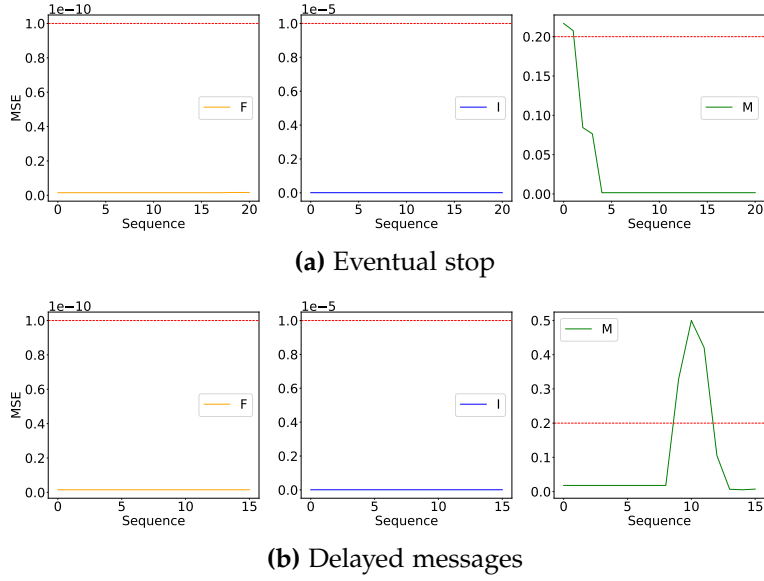 1e−10
1.0
0.8
0.6
0.4
0.2
0.0
MSE
F
0 5 10 15 20
Sequence
1e−5
1.0
0.8
0.6
0.4
0.2
0.0
I
0 5 10 15 20
Sequence
0.20
0.15
0.10
0.05
0.00
M
0 5 10 15 20
Sequence
(a) Eventual stop
1e−10
1.0
0.8
0.6
0.4
0.2
0.0
MSE
F
0 5 10 15
Sequence
1e−5
1.0
0.8
0.6
0.4
0.2
0.0
I
0 5 10 15
Sequence
0.5
0.4
0.3
0.2
0.1
0.0
M
0 5 10 15
Sequence
(b) Delayed messages